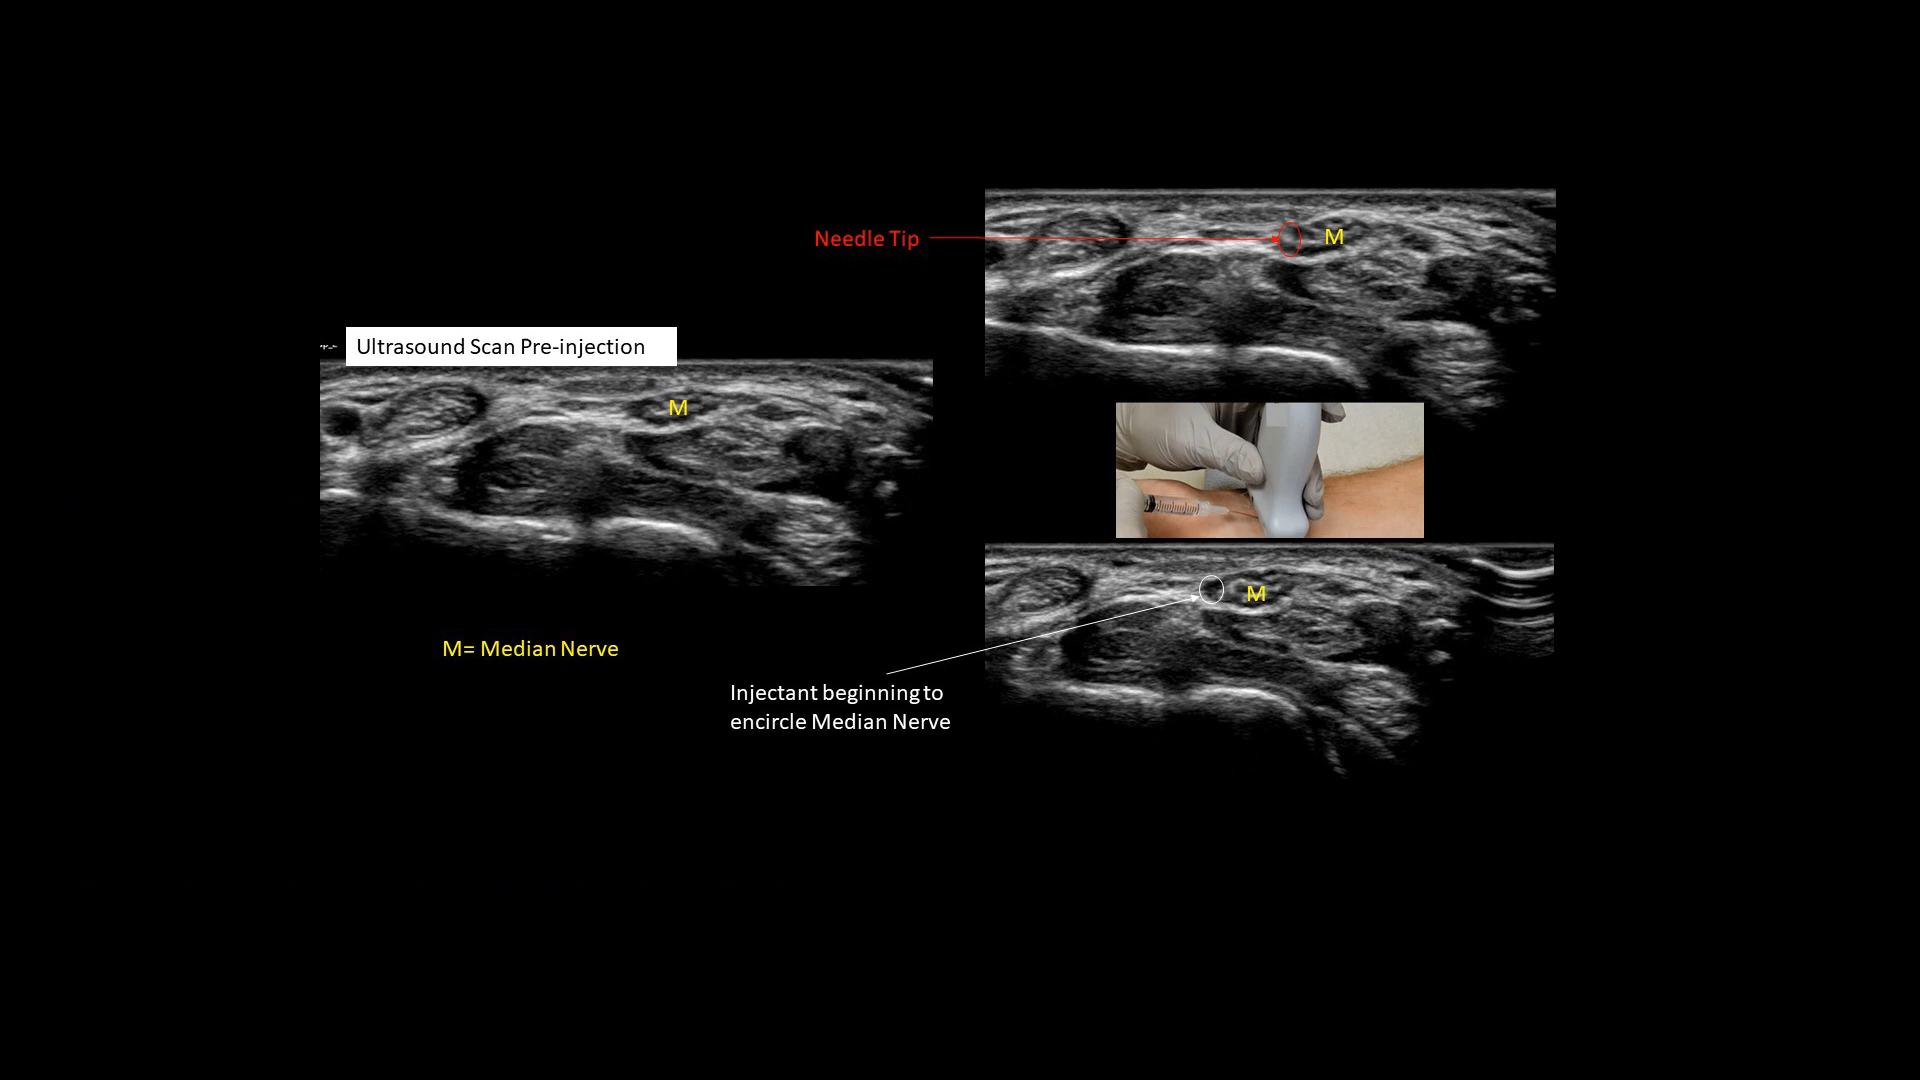 Needle Tip
M
Ultrasound Scan Pre-injection
M
M
M= Median Nerve
Injectant beginning to
encircle Median Nerve